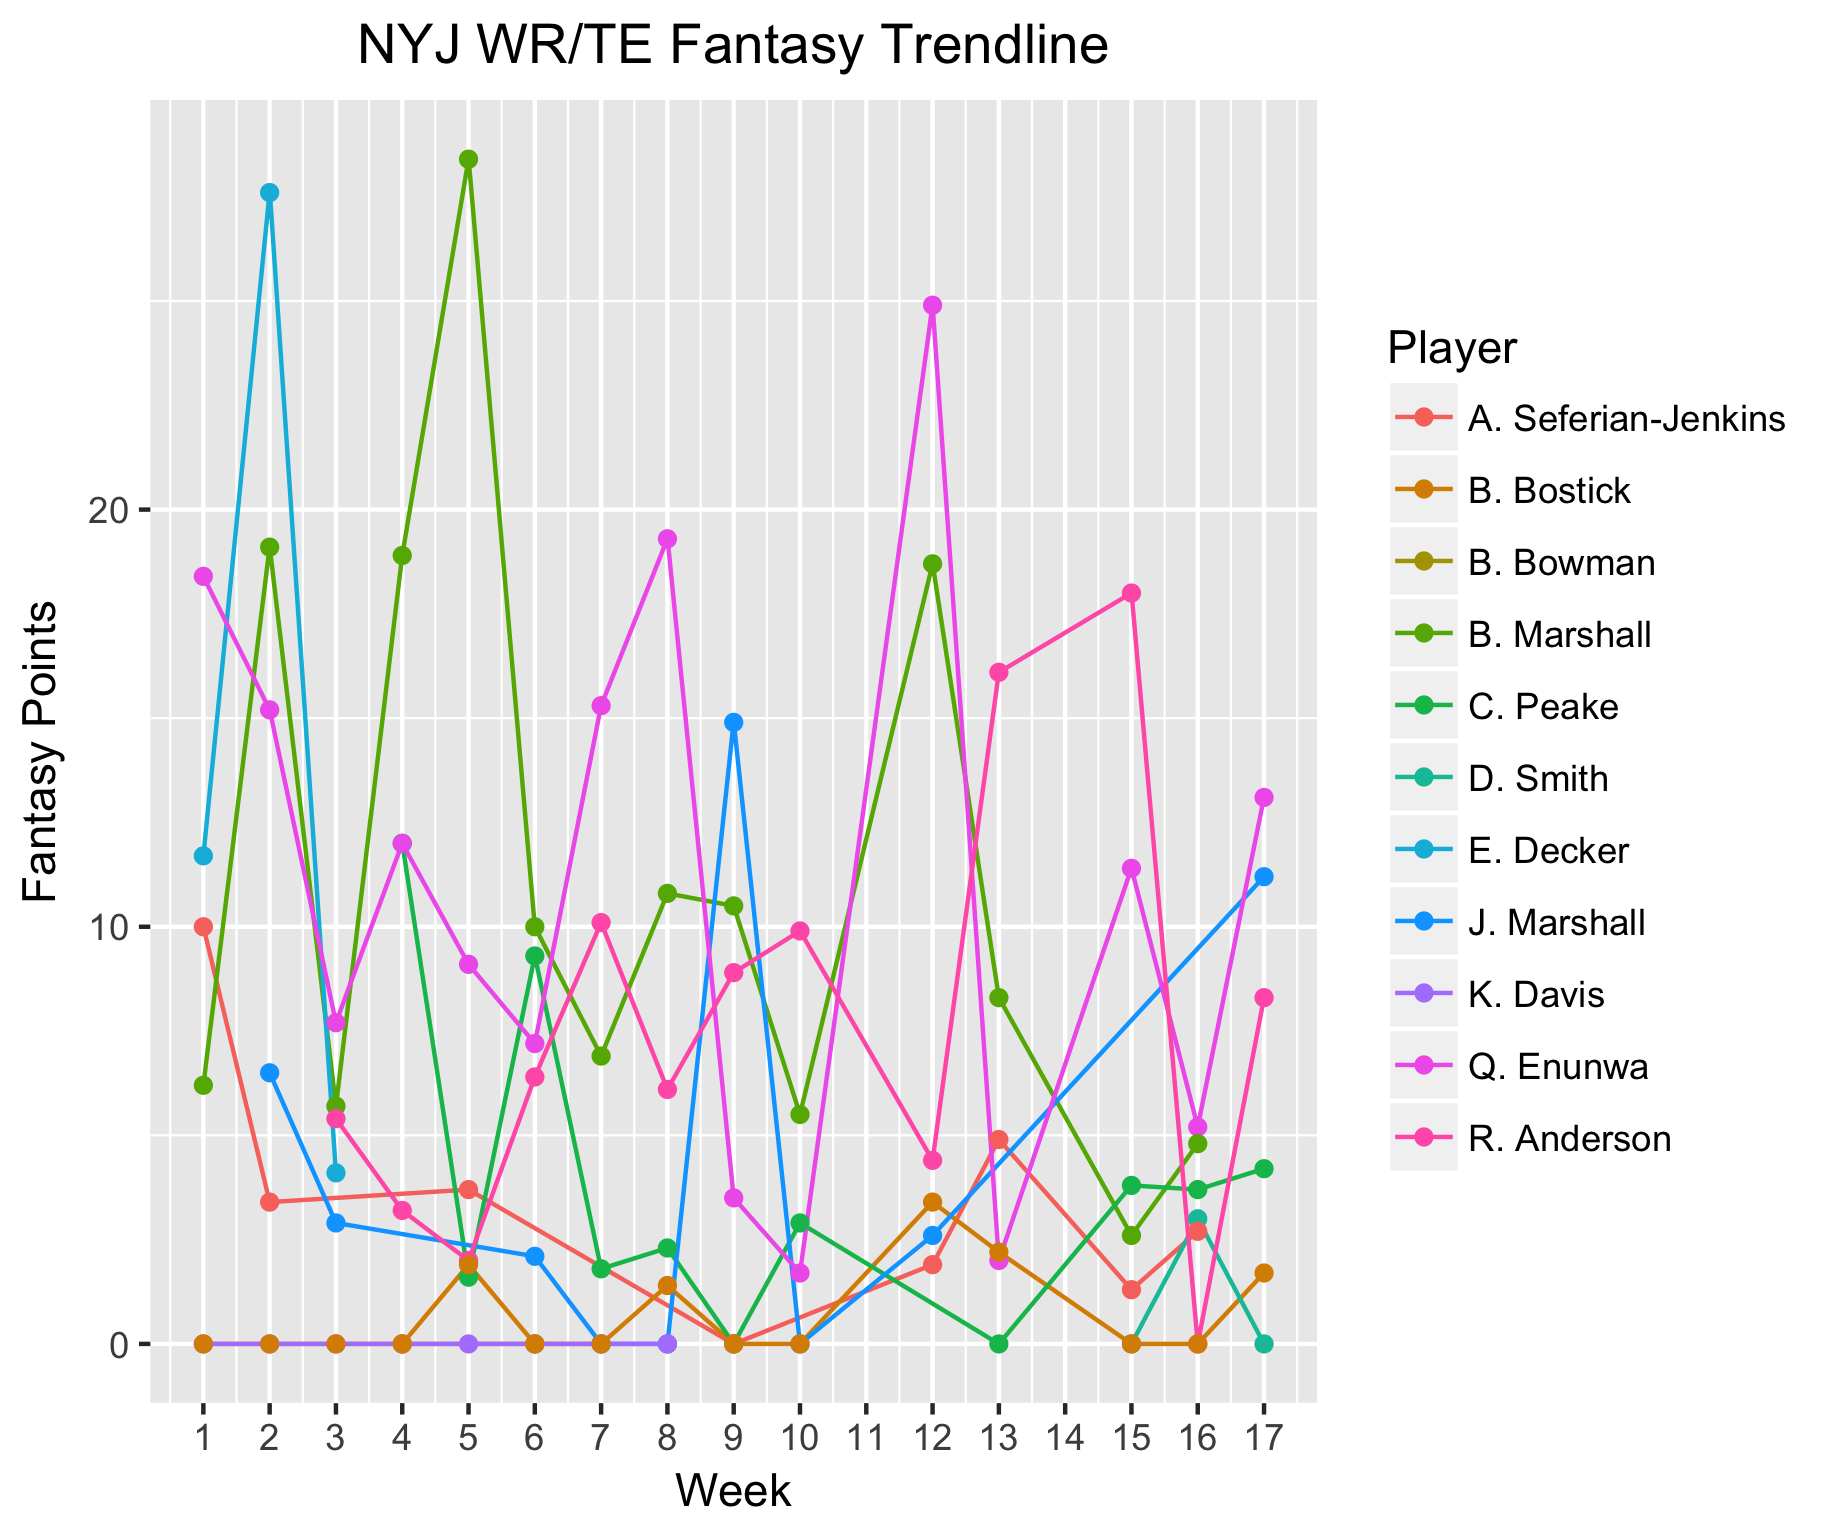 NYJ WR/TE Fantasy Trendline
Fantasy Points
20
10
0
1 2 3 4 5 6 7 8 9 10 11 12 13 14 15 16 17
Week
Player
A. Seferian-Jenkins
B. Bostick
B. Bowman
B. Marshall
C. Peake
D. Smith
E. Decker
J. Marshall
K. Davis
Q. Enunwa
R. Anderson